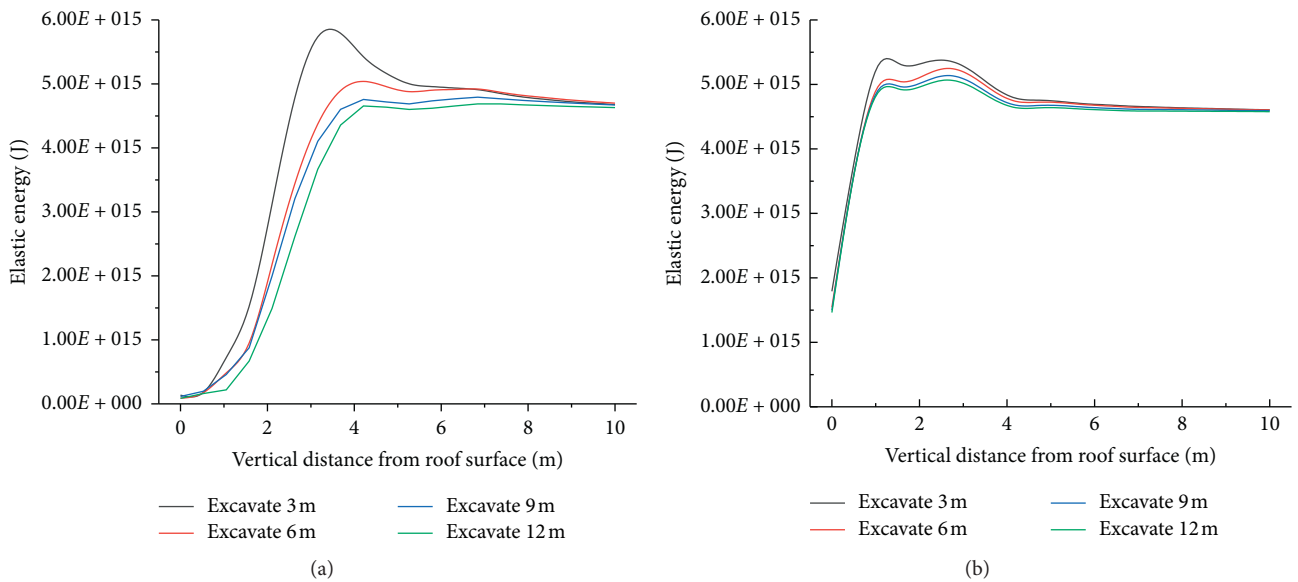 6.00E + 015
5.00E + 015
4.00E + 015
3.00E + 015
2.00E + 015
1.00E + 015
0.00E + 000
Elastic energy (J)
0 2 4 6 8 10
Vertical distance from roof surface (m)
Excavate 3 m
Excavate 9 m
Excavate 6 m
Excavate 12 m
(a)
6.00E + 015
5.00E + 015
4.00E + 015
3.00E + 015
2.00E + 015
1.00E + 015
0.00E + 000
Elastic energy (J)
0 2 4 6 8 10
Vertical distance from roof surface (m)
Excavate 3 m
Excavate 9 m
Excavate 6 m
Excavate 12 m
(b)